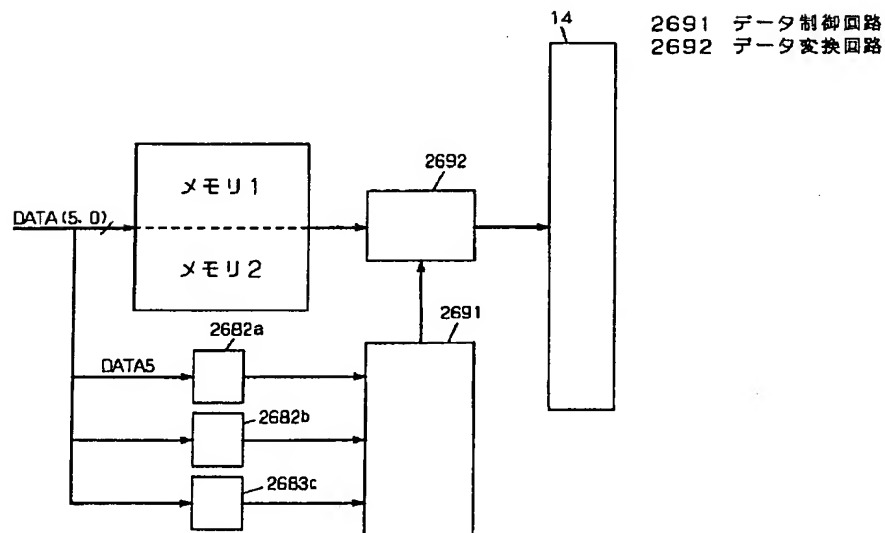 14
2691 データ制御回路
2692 データ変換回路
2692
メモリ1
DATA(5、0)
メモリ2
2691
2682a
DATA5
2682b
2683c